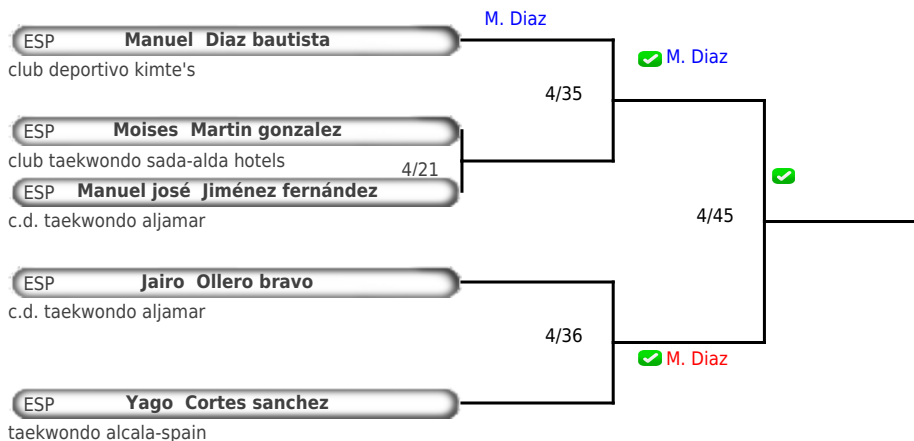 M. Diaz
ESP Manuel Diaz bautista
club deportivo kimte's
M. Diaz
4/35
ESP Moises Martin gonzalez
club taekwondo sada-alda hotels
4/21
ESP Manuel josé Jiménez fernández
c.d. taekwondo aljamar
4/45
ESP Jairo Ollero bravo
c.d. taekwondo aljamar
4/36
M. Diaz
ESP Yago Cortes sanchez
taekwondo alcala-spain